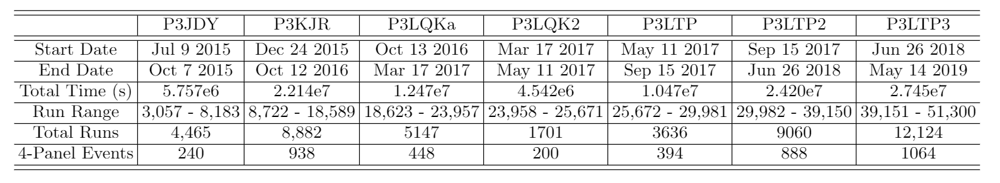 P3JDY P3KJR P3LQKa P3LQK2 P3LTP P3LTP2 P3LTP3
Start Date Jul 9 2015 Dec 24 2015 Oct 13 2016 Mar 17 2017 May 11 2017 Sep 15 2017 Jun 26 2018
End Date Oct 7 2015 Oct 12 2016 Mar 17 2017 May 11 2017 Sep 15 2017 Jun 26 2018 May 14 2019
Total Time (s) 5.757e6 2.214e7 1.247e7 4.542e6 1.047e7 2.420e7 2.745e7
Run Range 3,057 - 8,183 8,722 - 18,589 18,623 - 23,957 23,958 - 25,671 25,672 - 29,981 29,982 - 39,150 39,151 - 51,300
Total Runs 4,465 8,882 5147 1701 3636 9060 12,124
4-Panel Events 240 938 448 200 394 888 1064